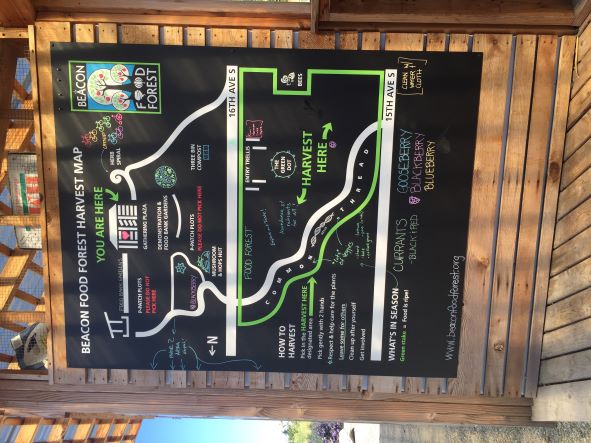 BEACON FOOD FOREST HARVEST MAP
BEACON
FOOD
FOREST
YOU ARE HERE
HERB
SPIRAL
GATHERING PLAZA
P-PATCH PLOTS
PLEASE DO NOT
PICK HERE
DEMONSTRATION &
FOOD BANK GARDENS
BLACKBERRY
P-PATCH PLOTS
PLEASE DO NOT PICK HERE
THREE BIN
COMPOST
MUSHROOM
& HOPS HUT
N
16TH AVE S
FOOD FOREST
ENTRY TRELLIS
THE
GREEN
DOT
BEES
HARVEST
HERE
COMMON THREAD
HOW TO
HARVEST
Pick in the HARVEST HERE
designated area
Pick gently with 2 hands
Respect & help care for the plants
Leave some for others
Clean up after yourself
Get involved
15TH AVE S
WHAT'S IN SEASON
Green stake = Food is ripe!
CURRANTS
- BLACK & RED
GOOSEBERRY
BLACKBERRY
BLUEBERRY
CLEAN W/
WATER &
CLOTH
www.beaconfoodforest.org